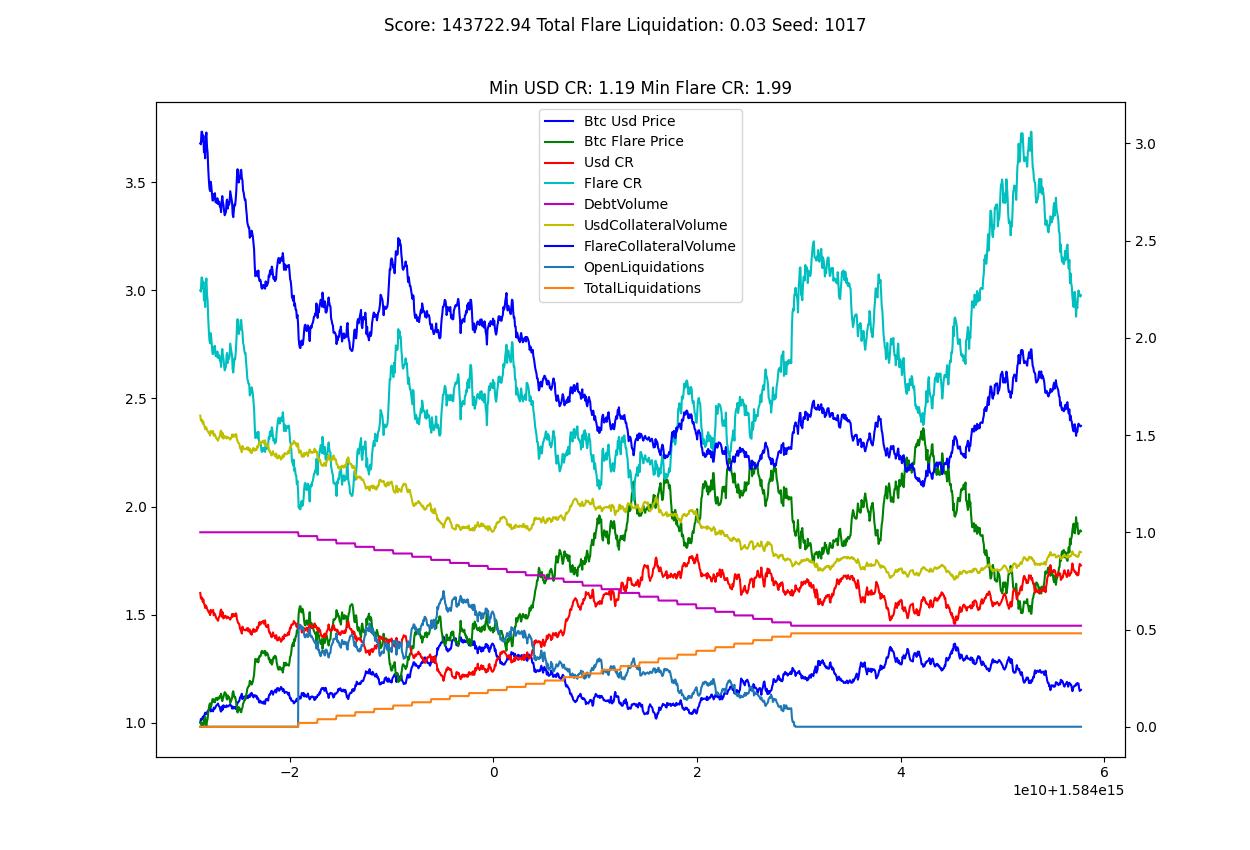 Score: 143722.94 Total Flare Liquidation: 0.03 Seed: 1017
Min USD CR: 1.19 Min Flare CR: 1.99
Btc Usd Price
Btc Flare Price
Usd CR
Flare CR
DebtVolume
UsdCollateralVolume
FlareCollateralVolume
OpenLiquidations
TotalLiquidations
3.5
3.0
2.5
2.0
1.5
1.0
3.0
2.5
2.0
1.5
1.0
0.5
0.0
−2 0 2 4 6
1e10+1.584e15